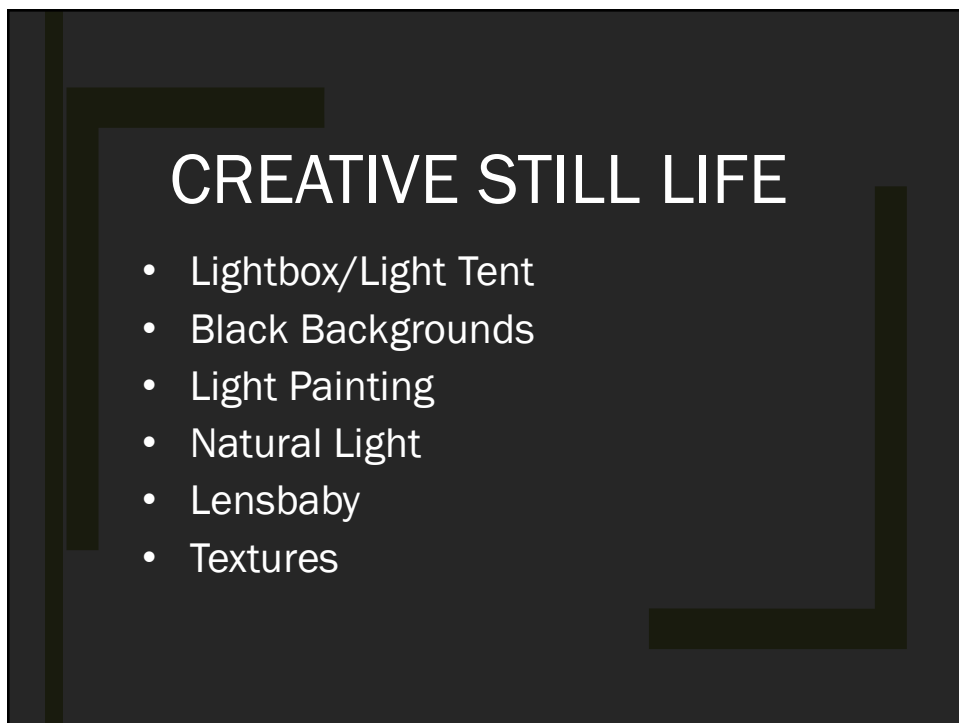 CREATIVE STILL LIFE
• Lightbox/Light Tent
• Black Backgrounds
• Light Painting
• Natural Light
• Lensbaby
• Textures